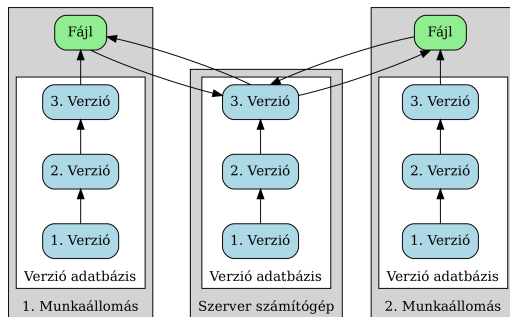 Fájl
3. Verzió
2. Verzió
1. Verzió
Verzió adatbázis
1. Munkaállomás
3. Verzió
2. Verzió
1. Verzió
Verzió adatbázis
Szerver számítógép
Fájl
3. Verzió
2. Verzió
1. Verzió
Verzió adatbázis
2. Munkaállomás